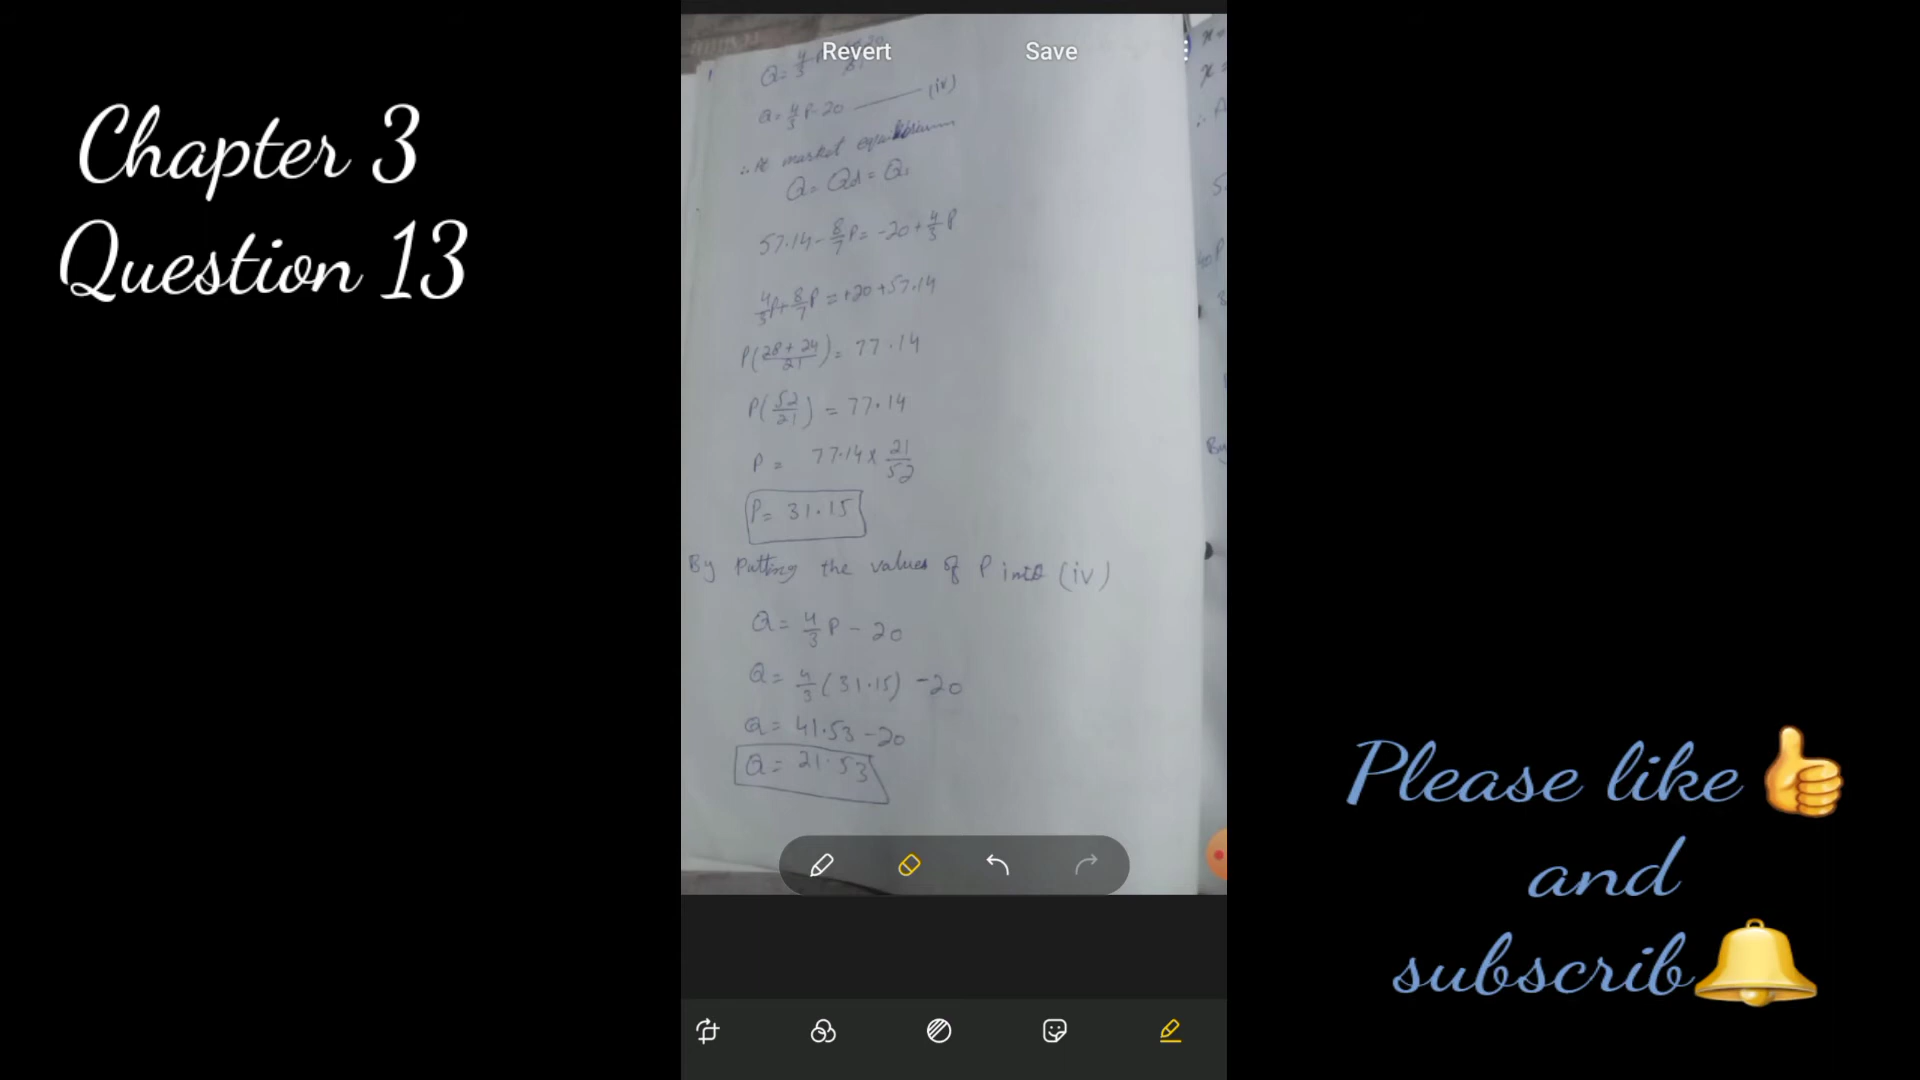 Chapter 3
Question 13
Revert Save
Q = 4/3 P - 20 —— (iv)
∴ At market equilibrium
Q = Qd = Qs
57.14 - 8/7 P = -20 + 4/3 P
4/3 P + 8/7 P = +20 + 57.14
P(28 + 24/21) = 77.14
P(52/21) = 77.14
P = 77.14 x 21/52
P = 31.15
By Putting the values of P into (iv)
Q = 4/3 P - 20
Q = 4/3 (31.15) - 20
Q = 41.53 - 20
Q = 21.53
Please like
and
subscrib